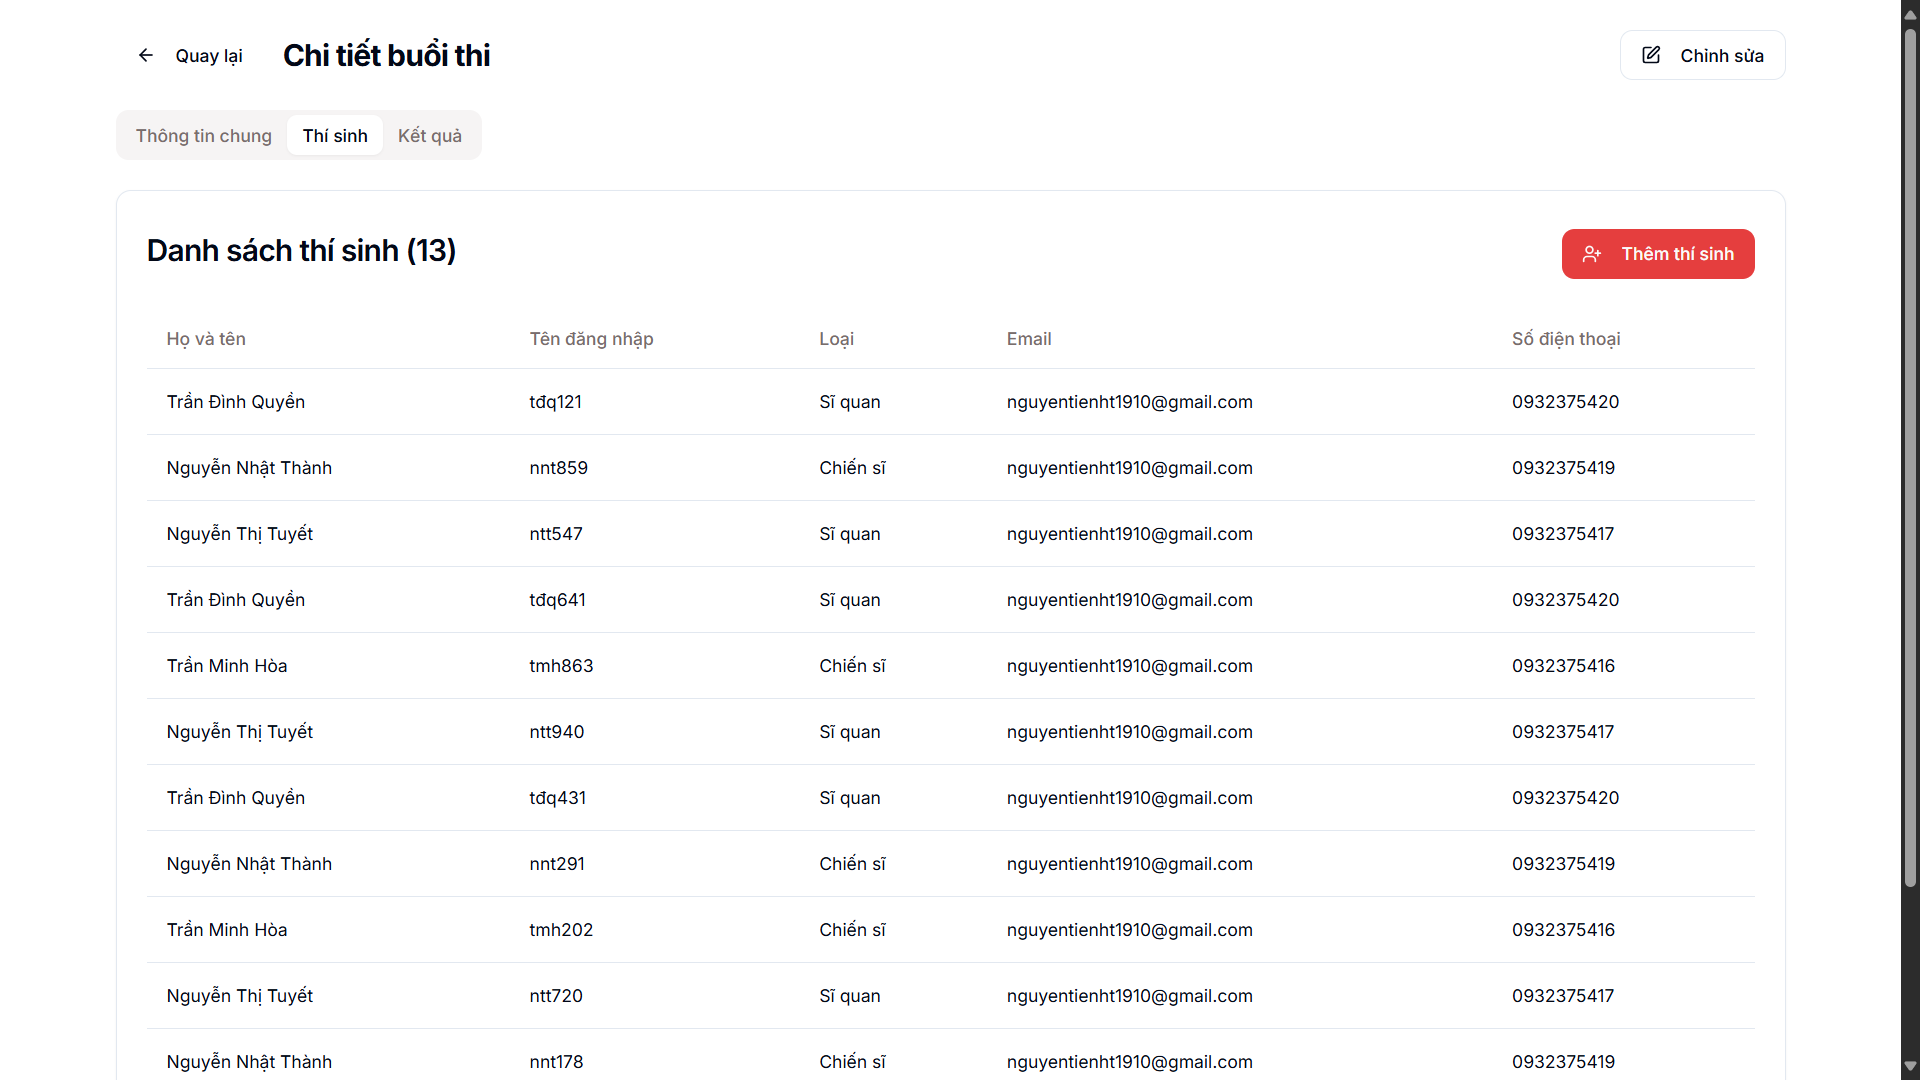 Quay lại Chi tiết buổi thi Chỉnh sửa
Thông tin chung Thí sinh Kết quả
Danh sách thí sinh (13) Thêm thí sinh
Họ và tên Tên đăng nhập Loại Email Số điện thoại
Trần Đình Quyền tđq121 Sĩ quan nguyentienht1910@gmail.com 0932375420
Nguyễn Nhật Thành nnt859 Chiến sĩ nguyentienht1910@gmail.com 0932375419
Nguyễn Thị Tuyết ntt547 Sĩ quan nguyentienht1910@gmail.com 0932375417
Trần Đình Quyền tđq641 Sĩ quan nguyentienht1910@gmail.com 0932375420
Trần Minh Hòa tmh863 Chiến sĩ nguyentienht1910@gmail.com 0932375416
Nguyễn Thị Tuyết ntt940 Sĩ quan nguyentienht1910@gmail.com 0932375417
Trần Đình Quyền tđq431 Sĩ quan nguyentienht1910@gmail.com 0932375420
Nguyễn Nhật Thành nnt291 Chiến sĩ nguyentienht1910@gmail.com 0932375419
Trần Minh Hòa tmh202 Chiến sĩ nguyentienht1910@gmail.com 0932375416
Nguyễn Thị Tuyết ntt720 Sĩ quan nguyentienht1910@gmail.com 0932375417
Nguyễn Nhật Thành nnt178 Chiến sĩ nguyentienht1910@gmail.com 0932375419